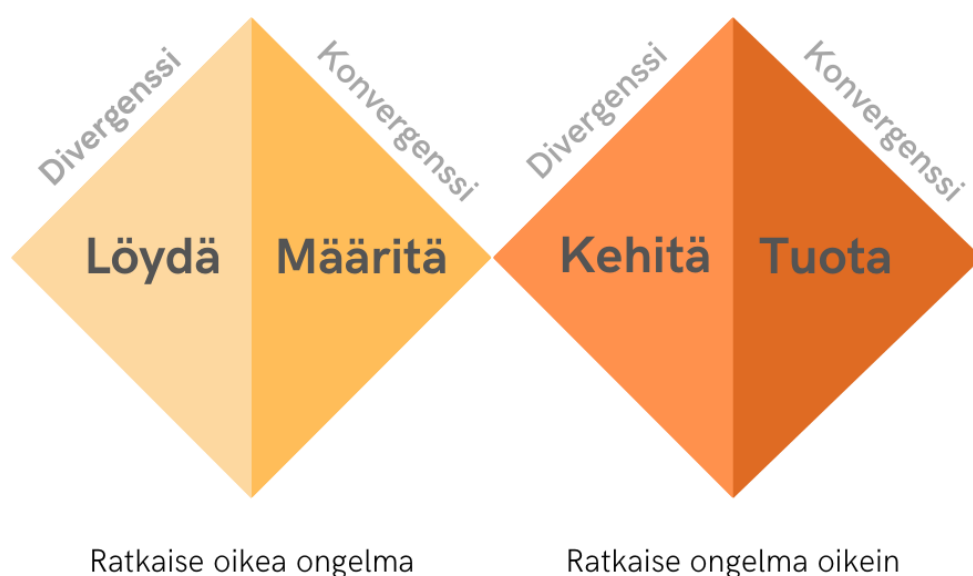 Divergenssi
Konvergenssi
Divergenssi
Konvergenssi
Löydä
Määritä
Kehitä
Tuota
Ratkaise oikea ongelma
Ratkaise ongelma oikein